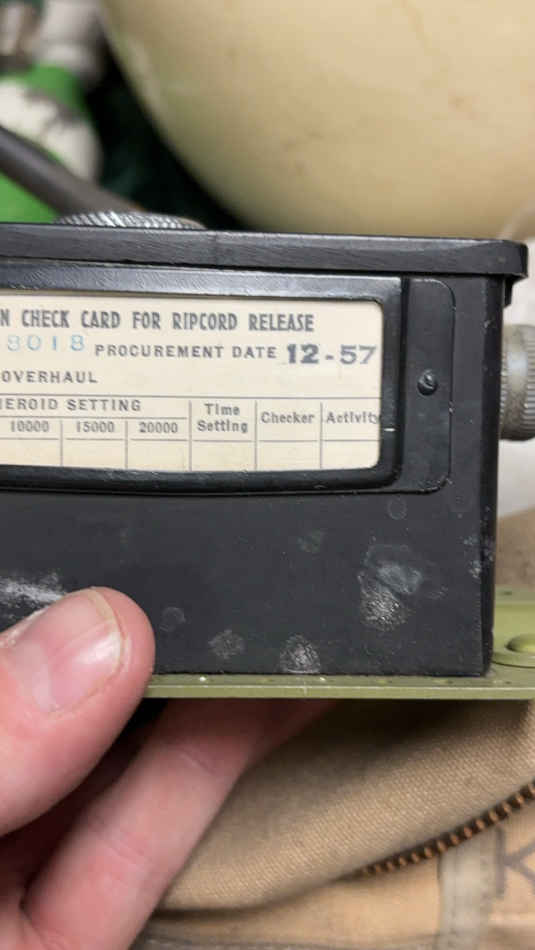 N CHECK CARD FOR RIPCORD RELEASE
8018 PROCUREMENT DATE 12-57
OVERHAUL
NEROID SETTING Time Setting Checker Activity
10000 15000 20000
K